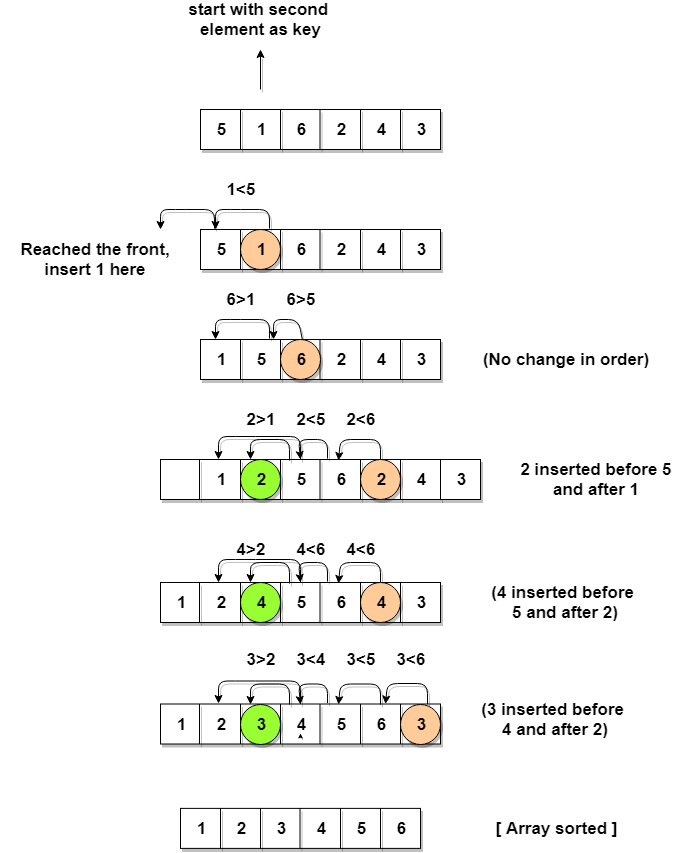 start with second
element as key
5 1 6 2 4 3
1<5
Reached the front,
insert 1 here
5 1 6 2 4 3
6>1 6>5
1 5 6 2 4 3
(No change in order)
2>1 2<5 2<6
1 2 5 6 2 4 3
2 inserted before 5
and after 1
4>2 4<6 4<6
1 2 4 5 6 4 3
(4 inserted before
5 and after 2)
3>2 3<4 3<5 3<6
1 2 3 4 5 6 3
(3 inserted before
4 and after 2)
1 2 3 4 5 6
[ Array sorted ]